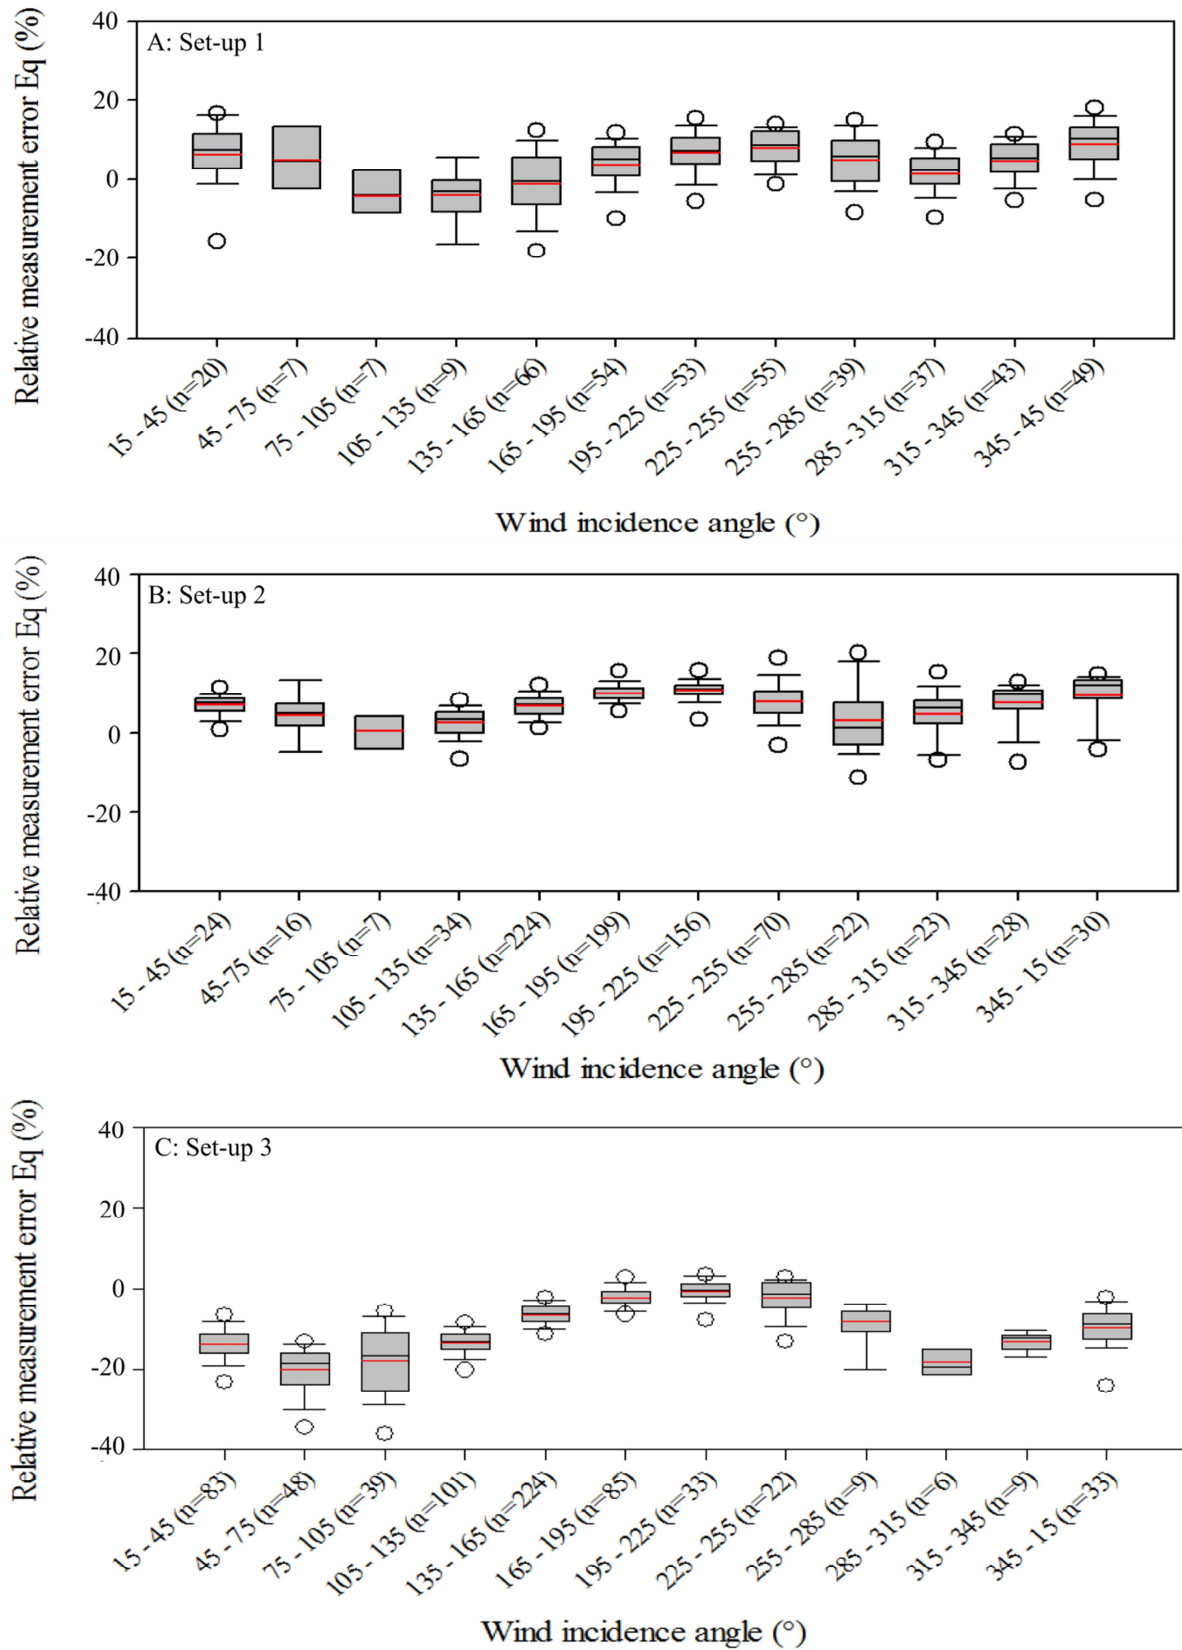 Relative measurement error Eq (%)
A: Set-up 1
40
20
0
-20
-40
15 - 45 (n=20)
45 - 75 (n=7)
75 - 105 (n=7)
105 - 135 (n=9)
135 - 165 (n=66)
165 - 195 (n=54)
195 - 225 (n=53)
225 - 255 (n=55)
255 - 285 (n=39)
285 - 315 (n=37)
315 - 345 (n=43)
345 - 45 (n=49)
Wind incidence angle (°)
Relative measurement error Eq (%)
B: Set-up 2
40
20
0
-20
-40
15 - 45 (n=24)
45-75 (n=16)
75 - 105 (n=7)
105 - 135 (n=34)
135 - 165 (n=224)
165 - 195 (n=199)
195 - 225 (n=156)
225 - 255 (n=70)
255 - 285 (n=22)
285 - 315 (n=23)
315 - 345 (n=28)
345 - 15 (n=30)
Wind incidence angle (°)
Relative measurement error Eq (%)
C: Set-up 3
40
20
0
-20
-40
15 - 45 (n=83)
45 - 75 (n=48)
75 - 105 (n=39)
105 - 135 (n=101)
135 - 165 (n=224)
165 - 195 (n=85)
195 - 225 (n=33)
225 - 255 (n=22)
255 - 285 (n=9)
285 - 315 (n=6)
315 - 345 (n=9)
345 - 15 (n=33)
Wind incidence angle (°)